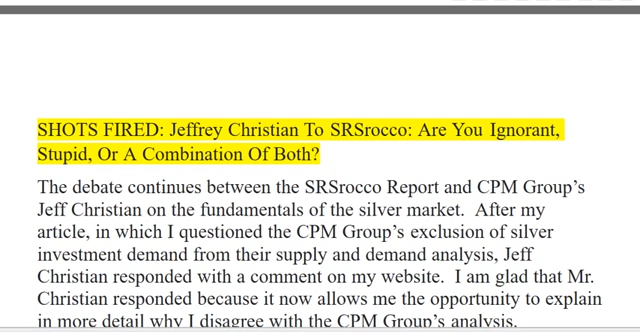 SHOTS FIRED: Jeffrey Christian To SRSrocco: Are You Ignorant,
Stupid, Or A Combination Of Both?
The debate continues between the SRSrocco Report and CPM Group's
Jeff Christian on the fundamentals of the silver market.  After my
article, in which I questioned the CPM Group's exclusion of silver
investment demand from their supply and demand analysis, Jeff
Christian responded with a comment on my website.  I am glad that Mr.
Christian responded because it now allows me the opportunity to explain
in more detail why I disagree with the CPM Group's analysis.